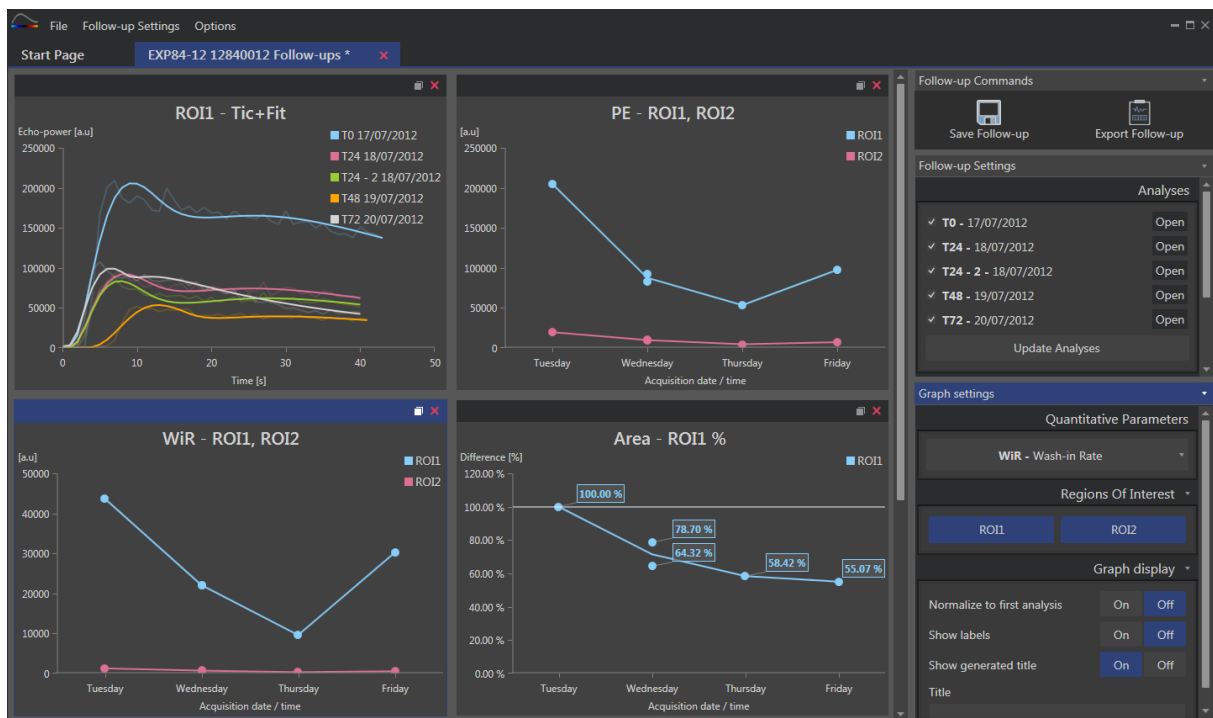 File Follow-up Settings Options
Start Page EXP84-12 12840012 Follow-ups *
ROI1 - Tic+Fit
Echo-power [a.u]
T0 17/07/2012
T24 18/07/2012
T24 - 2 18/07/2012
T48 19/07/2012
T72 20/07/2012
250000
200000
150000
100000
50000
0
0 10 20 30 40 50
Time [s]
PE - ROI1, ROI2
[a.u]
ROI1
ROI2
250000
200000
150000
100000
50000
0
Tuesday Wednesday Thursday Friday
Acquisition date / time
WiR - ROI1, ROI2
[a.u]
ROI1
ROI2
50000
40000
30000
20000
10000
0
Tuesday Wednesday Thursday Friday
Acquisition date / time
Area - ROI1 %
Difference [%]
ROI1
120.00 %
100.00 %
80.00 %
60.00 %
40.00 %
20.00 %
0.00 %
100.00 %
78.70 %
64.32 %
58.42 %
55.07 %
Tuesday Wednesday Thursday Friday
Acquisition date / time
Follow-up Commands
Save Follow-up Export Follow-up
Follow-up Settings
Analyses
T0 - 17/07/2012 Open
T24 - 18/07/2012 Open
T24 - 2 - 18/07/2012 Open
T48 - 19/07/2012 Open
T72 - 20/07/2012 Open
Update Analyses
Graph settings
Quantitative Parameters
WiR - Wash-in Rate
Regions Of Interest
ROI1 ROI2
Graph display
Normalize to first analysis On Off
Show labels On Off
Show generated title On Off
Title